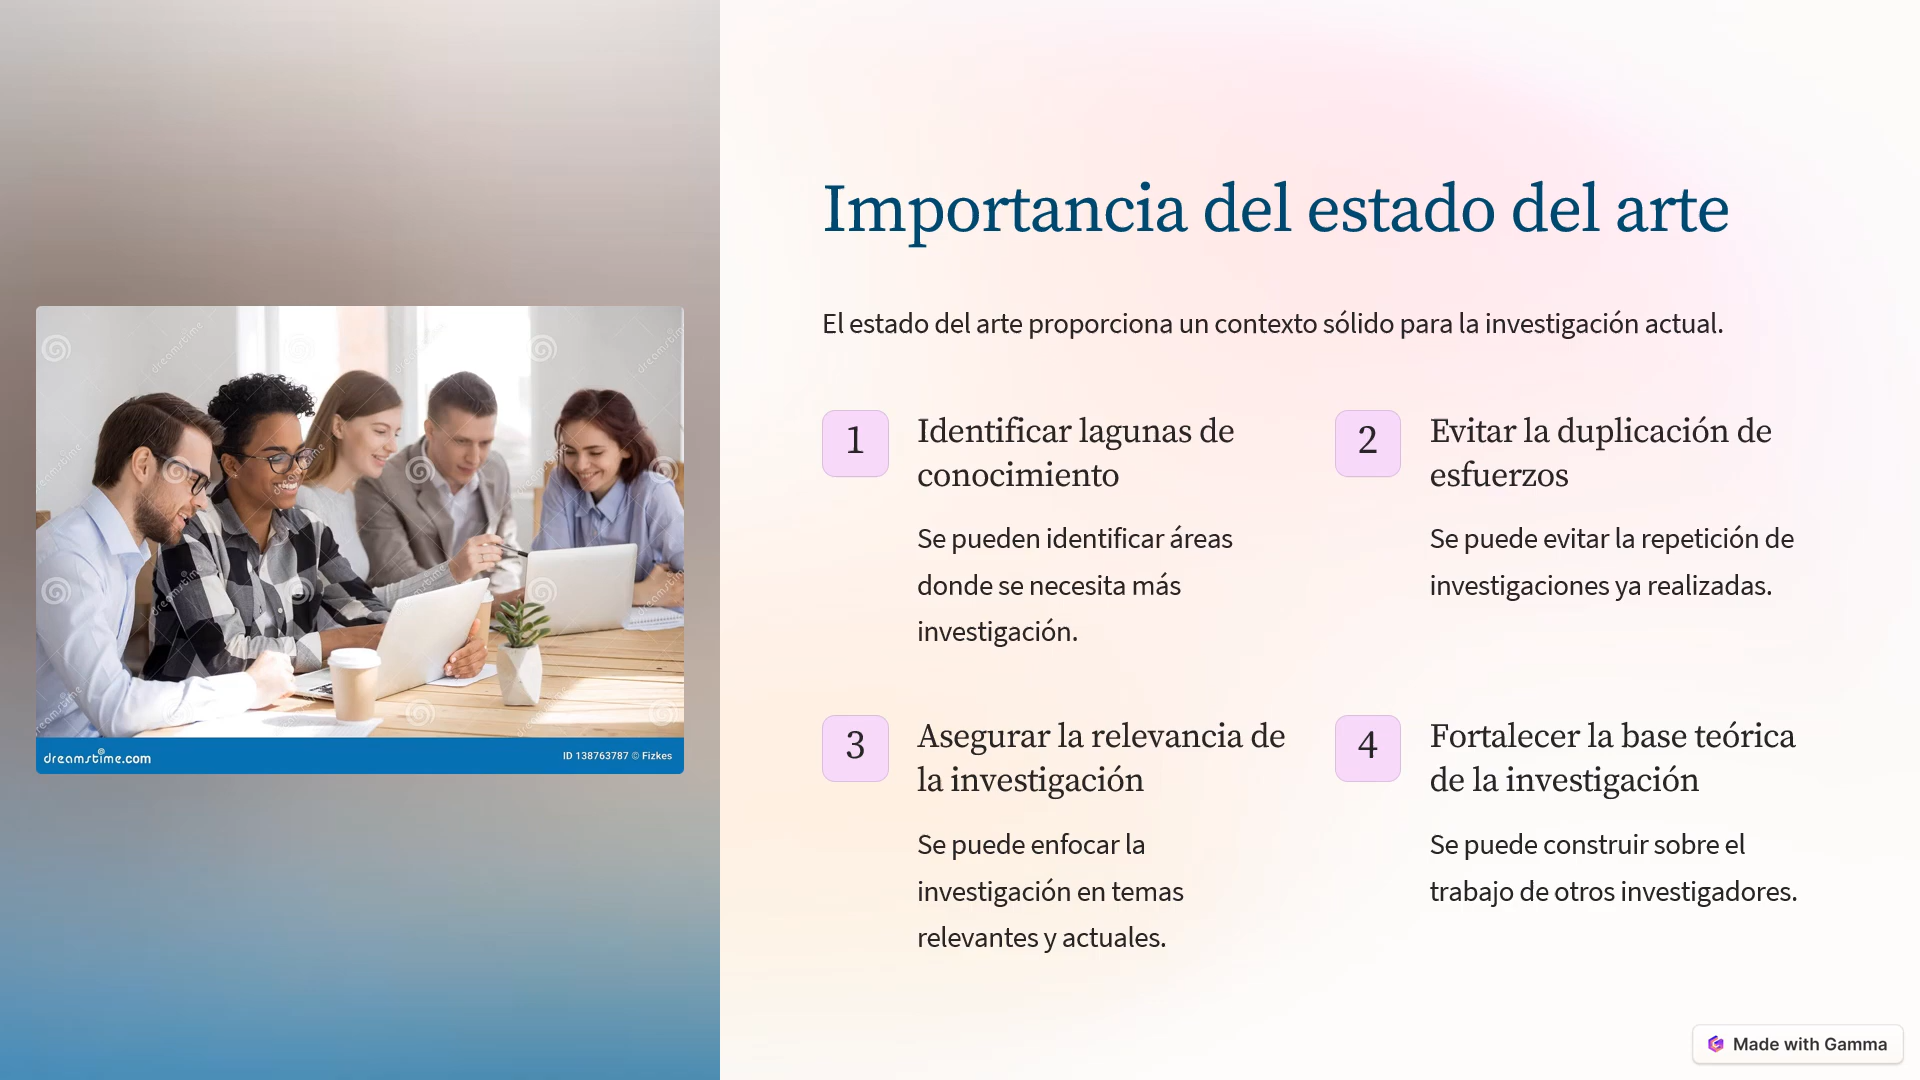 Importancia del estado del arte
El estado del arte proporciona un contexto sólido para la investigación actual.
1
Identificar lagunas de
conocimiento
Se pueden identificar áreas
donde se necesita más
investigación.
2
Evitar la duplicación de
esfuerzos
Se puede evitar la repetición de
investigaciones ya realizadas.
3
Asegurar la relevancia de
la investigación
Se puede enfocar la
investigación en temas
relevantes y actuales.
4
Fortalecer la base teórica
de la investigación
Se puede construir sobre el
trabajo de otros investigadores.
dreamstime.com
ID 138763787 © Fizkes
Made with Gamma